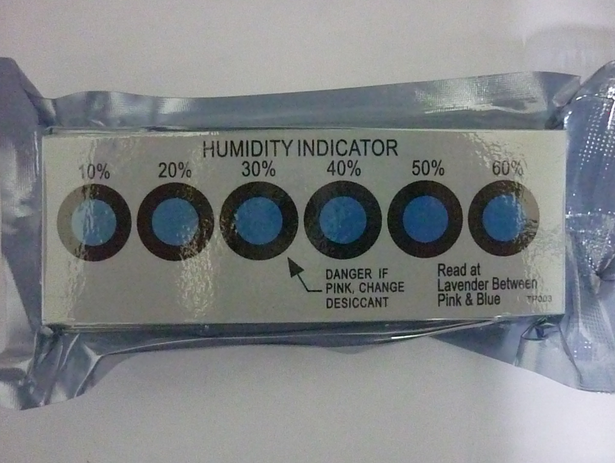 HUMIDITY INDICATOR
10% 20% 30% 40% 50% 60%
DANGER IF
PINK, CHANGE
DESICCANT
Read at
Lavender Between
Pink & Blue